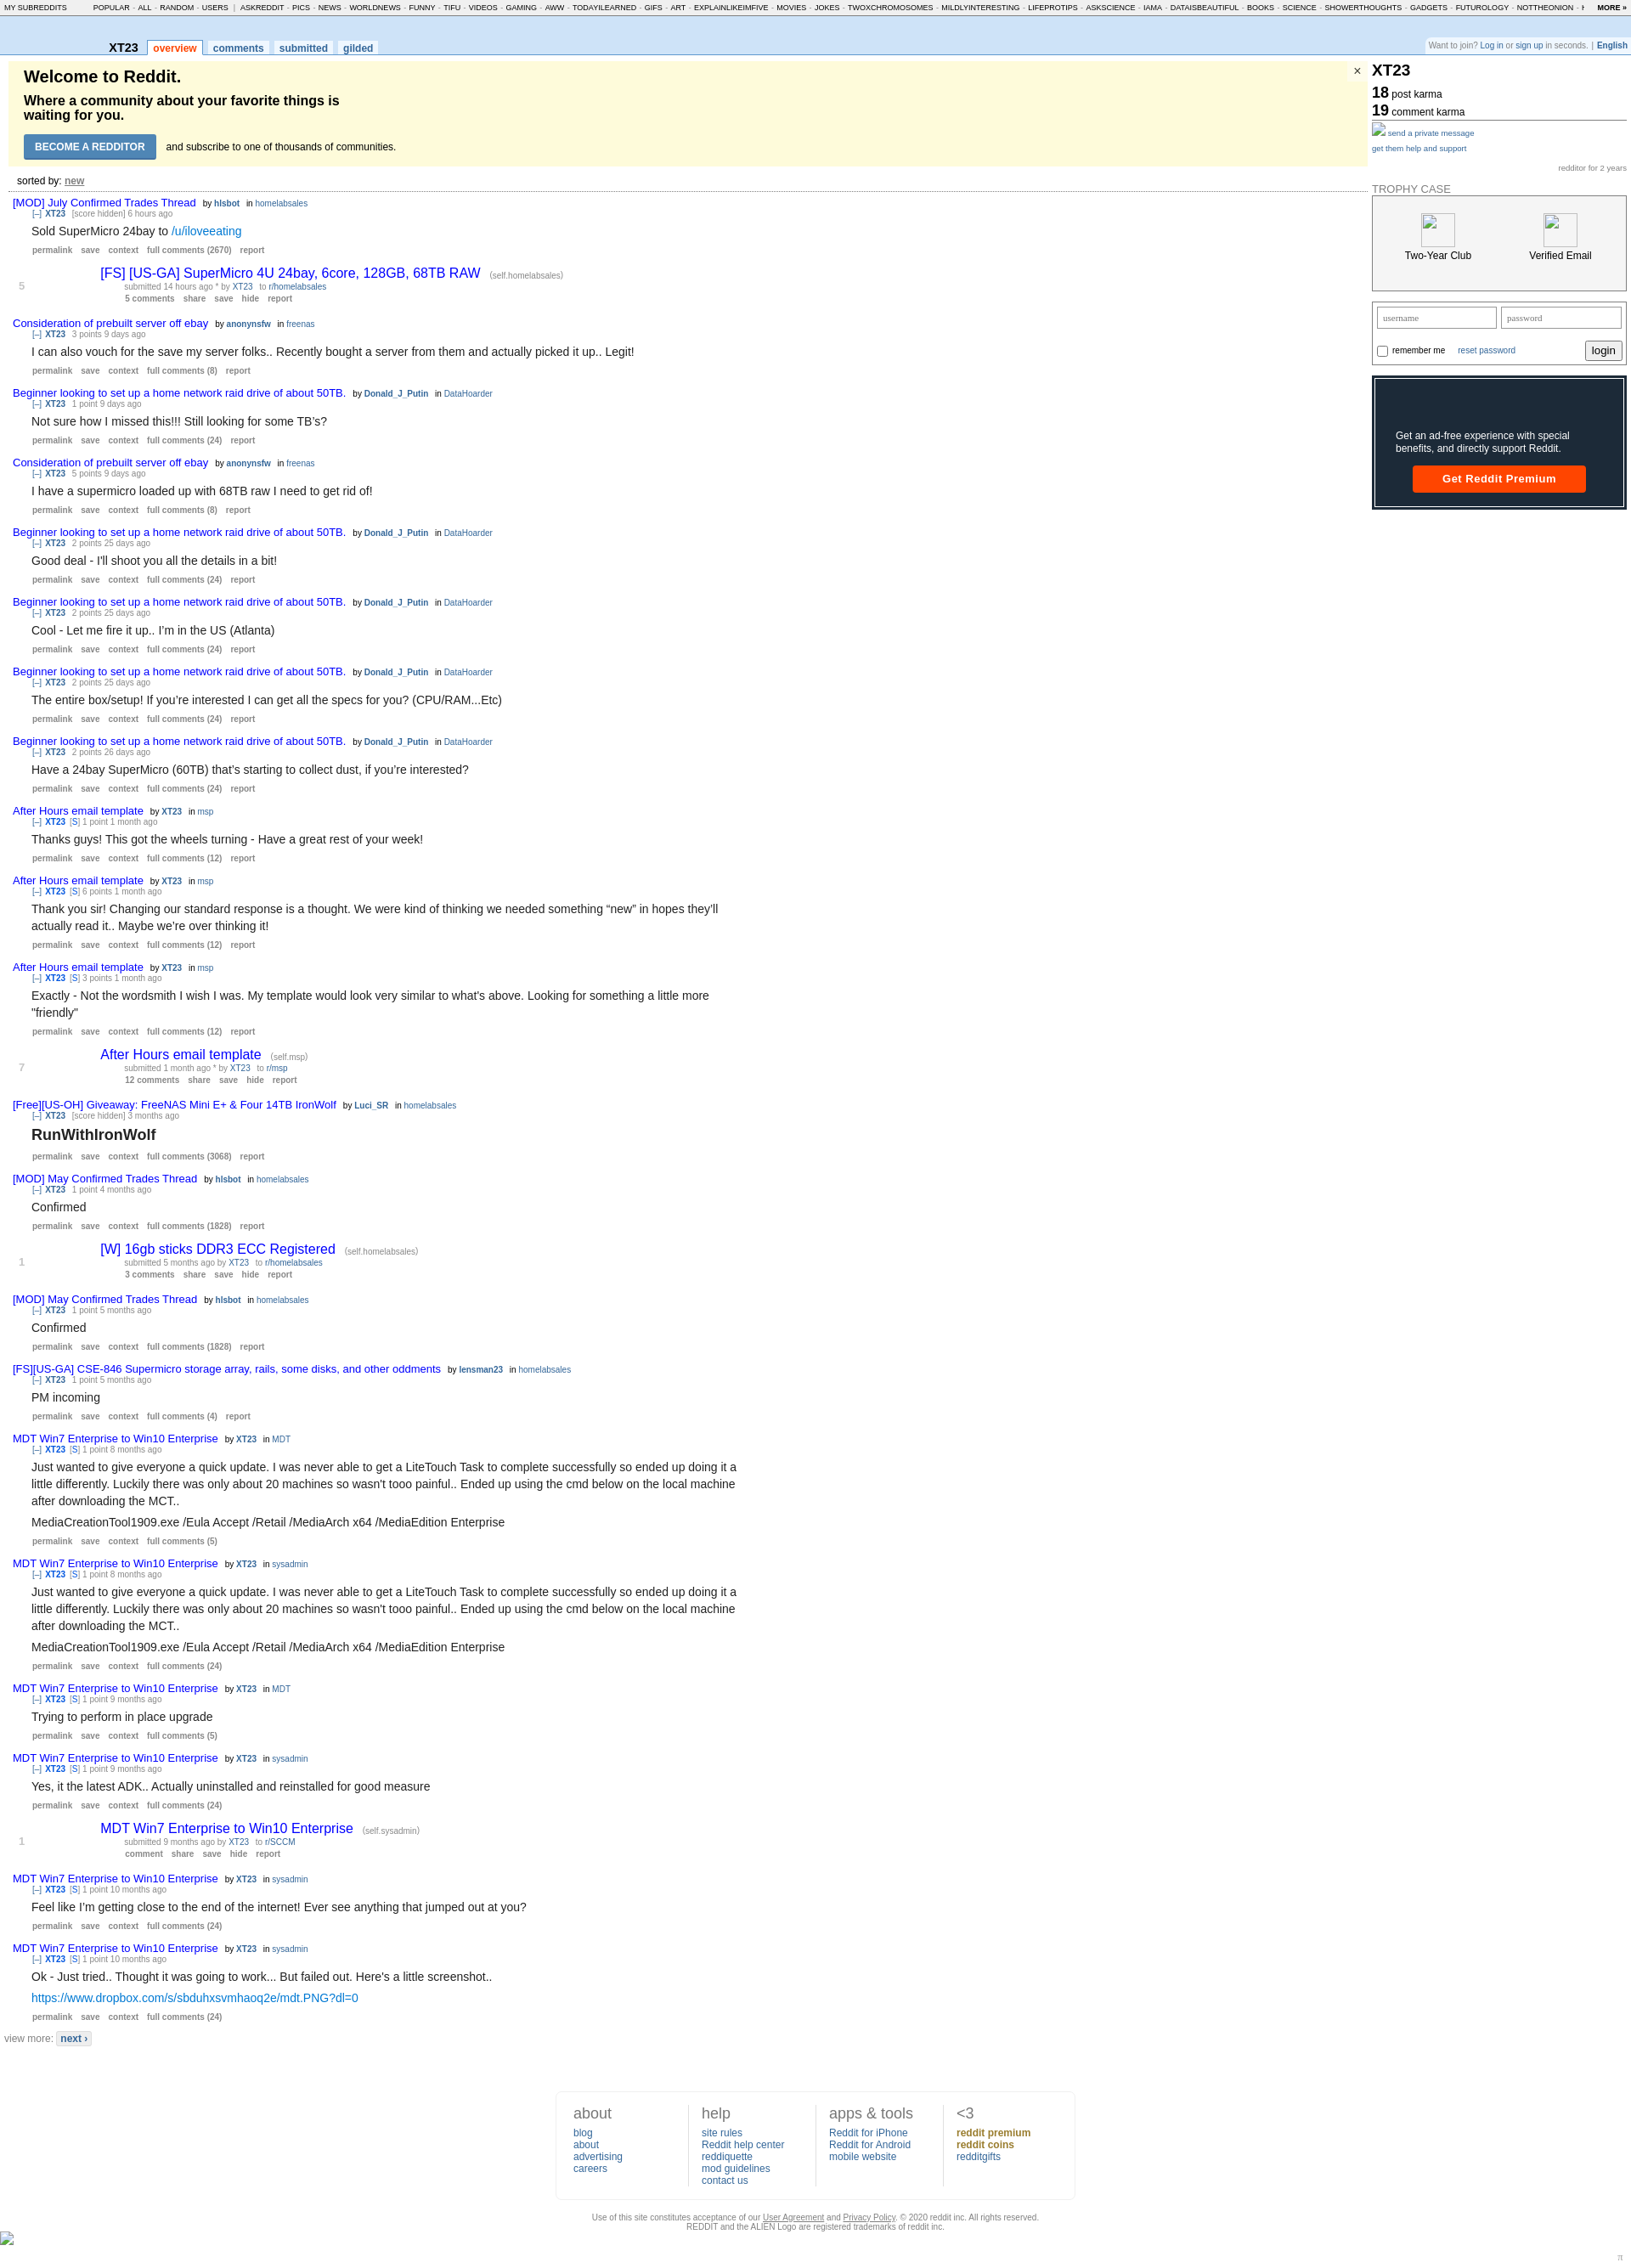 MY SUBREDDITS POPULAR - ALL - RANDOM - USERS | ASKREDDIT - PICS - NEWS - WORLDNEWS - FUNNY - TIFU - VIDEOS - GAMING - AWW - TODAYILEARNED - GIFS - ART - EXPLAINLIKEIMFIVE - MOVIES - JOKES - TWOXCHROMOSOMES - MILDLYINTERESTING - LIFEPROTIPS - ASKSCIENCE - IAMA - DATAISBEAUTIFUL - BOOKS - SCIENCE - SHOWERTHOUGHTS - GADGETS - FUTUROLOGY - NOTTHEONION - MORE »
XT23 overview comments submitted gilded
Want to join? Log in or sign up in seconds. | English
Welcome to Reddit.
×
Where a community about your favorite things is
waiting for you.
BECOME A REDDITOR and subscribe to one of thousands of communities.
sorted by: new
[MOD] July Confirmed Trades Thread by hlsbot in homelabsales
[–] XT23 [score hidden] 6 hours ago
Sold SuperMicro 24bay to /u/iloveeating
permalink save context full comments (2670) report
[FS] [US-GA] SuperMicro 4U 24bay, 6core, 128GB, 68TB RAW (self.homelabsales)
5
submitted 14 hours ago * by XT23 to r/homelabsales
5 comments share save hide report
Consideration of prebuilt server off ebay by anonynsfw in freenas
[–] XT23 3 points 9 days ago
I can also vouch for the save my server folks.. Recently bought a server from them and actually picked it up.. Legit!
permalink save context full comments (8) report
Beginner looking to set up a home network raid drive of about 50TB. by Donald_J_Putin in DataHoarder
[–] XT23 1 point 9 days ago
Not sure how I missed this!!! Still looking for some TB’s?
permalink save context full comments (24) report
Consideration of prebuilt server off ebay by anonynsfw in freenas
[–] XT23 5 points 9 days ago
I have a supermicro loaded up with 68TB raw I need to get rid of!
permalink save context full comments (8) report
Beginner looking to set up a home network raid drive of about 50TB. by Donald_J_Putin in DataHoarder
[–] XT23 2 points 25 days ago
Good deal - I'll shoot you all the details in a bit!
permalink save context full comments (24) report
Beginner looking to set up a home network raid drive of about 50TB. by Donald_J_Putin in DataHoarder
[–] XT23 2 points 25 days ago
Cool - Let me fire it up.. I’m in the US (Atlanta)
permalink save context full comments (24) report
Beginner looking to set up a home network raid drive of about 50TB. by Donald_J_Putin in DataHoarder
[–] XT23 2 points 25 days ago
The entire box/setup! If you’re interested I can get all the specs for you? (CPU/RAM...Etc)
permalink save context full comments (24) report
Beginner looking to set up a home network raid drive of about 50TB. by Donald_J_Putin in DataHoarder
[–] XT23 2 points 26 days ago
Have a 24bay SuperMicro (60TB) that’s starting to collect dust, if you’re interested?
permalink save context full comments (24) report
After Hours email template by XT23 in msp
[–] XT23 [S] 1 point 1 month ago
Thanks guys! This got the wheels turning - Have a great rest of your week!
permalink save context full comments (12) report
After Hours email template by XT23 in msp
[–] XT23 [S] 6 points 1 month ago
Thank you sir! Changing our standard response is a thought. We were kind of thinking we needed something “new” in hopes they’ll
actually read it.. Maybe we’re over thinking it!
permalink save context full comments (12) report
After Hours email template by XT23 in msp
[–] XT23 [S] 3 points 1 month ago
Exactly - Not the wordsmith I wish I was. My template would look very similar to what's above. Looking for something a little more
"friendly"
permalink save context full comments (12) report
After Hours email template (self.msp)
7
submitted 1 month ago * by XT23 to r/msp
12 comments share save hide report
[Free][US-OH] Giveaway: FreeNAS Mini E+ & Four 14TB IronWolf by Luci_SR in homelabsales
[–] XT23 [score hidden] 3 months ago
RunWithIronWolf
permalink save context full comments (3068) report
[MOD] May Confirmed Trades Thread by hlsbot in homelabsales
[–] XT23 1 point 4 months ago
Confirmed
permalink save context full comments (1828) report
[W] 16gb sticks DDR3 ECC Registered (self.homelabsales)
1
submitted 5 months ago by XT23 to r/homelabsales
3 comments share save hide report
[MOD] May Confirmed Trades Thread by hlsbot in homelabsales
[–] XT23 1 point 5 months ago
Confirmed
permalink save context full comments (1828) report
[FS][US-GA] CSE-846 Supermicro storage array, rails, some disks, and other oddments by lensman23 in homelabsales
[–] XT23 1 point 5 months ago
PM incoming
permalink save context full comments (4) report
MDT Win7 Enterprise to Win10 Enterprise by XT23 in MDT
[–] XT23 [S] 1 point 8 months ago
Just wanted to give everyone a quick update. I was never able to get a LiteTouch Task to complete successfully so ended up doing it a
little differently. Luckily there was only about 20 machines so wasn't tooo painful.. Ended up using the cmd below on the local machine
after downloading the MCT..
MediaCreationTool1909.exe /Eula Accept /Retail /MediaArch x64 /MediaEdition Enterprise
permalink save context full comments (5)
MDT Win7 Enterprise to Win10 Enterprise by XT23 in sysadmin
[–] XT23 [S] 1 point 8 months ago
Just wanted to give everyone a quick update. I was never able to get a LiteTouch Task to complete successfully so ended up doing it a
little differently. Luckily there was only about 20 machines so wasn't tooo painful.. Ended up using the cmd below on the local machine
after downloading the MCT..
MediaCreationTool1909.exe /Eula Accept /Retail /MediaArch x64 /MediaEdition Enterprise
permalink save context full comments (24)
MDT Win7 Enterprise to Win10 Enterprise by XT23 in MDT
[–] XT23 [S] 1 point 9 months ago
Trying to perform in place upgrade
permalink save context full comments (5)
MDT Win7 Enterprise to Win10 Enterprise by XT23 in sysadmin
[–] XT23 [S] 1 point 9 months ago
Yes, it the latest ADK.. Actually uninstalled and reinstalled for good measure
permalink save context full comments (24)
MDT Win7 Enterprise to Win10 Enterprise (self.sysadmin)
1
submitted 9 months ago by XT23 to r/SCCM
comment share save hide report
MDT Win7 Enterprise to Win10 Enterprise by XT23 in sysadmin
[–] XT23 [S] 1 point 10 months ago
Feel like I’m getting close to the end of the internet! Ever see anything that jumped out at you?
permalink save context full comments (24)
MDT Win7 Enterprise to Win10 Enterprise by XT23 in sysadmin
[–] XT23 [S] 1 point 10 months ago
Ok - Just tried.. Thought it was going to work... But failed out. Here's a little screenshot..
https://www.dropbox.com/s/sbduhxsvmhaoq2e/mdt.PNG?dl=0
permalink save context full comments (24)
view more: next ›
XT23
18 post karma
19 comment karma
send a private message
get them help and support
redditor for 2 years
TROPHY CASE
Two-Year Club Verified Email
username password
remember me reset password login
Get an ad-free experience with special
benefits, and directly support Reddit.
Get Reddit Premium
about
blog
about
advertising
careers
help
site rules
Reddit help center
reddiquette
mod guidelines
contact us
apps & tools
Reddit for iPhone
Reddit for Android
mobile website
<3
reddit premium
reddit coins
redditgifts
Use of this site constitutes acceptance of our User Agreement and Privacy Policy. © 2020 reddit inc. All rights reserved.
REDDIT and the ALIEN Logo are registered trademarks of reddit inc.
π